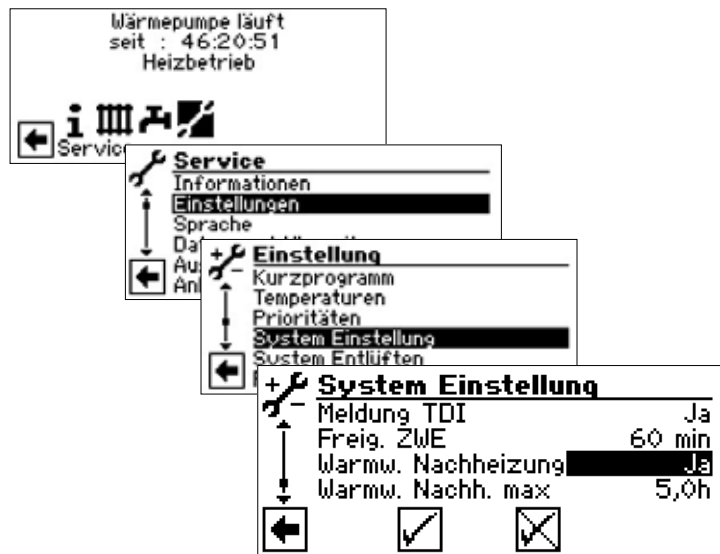 Wärmepumpe läuft
seit : 46:20:51
Heizbetrieb
Service
Informationen
Einstellungen
Sprache
Einstellung
Kurzprogramm
Temperaturen
Prioritäten
System Einstellung
System Entlüften
System Einstellung
Meldung TDI Ja
Freig. ZWE 60 min
Warmw. Nachheizung Ja
Warmw. Nachh. max 5,0h